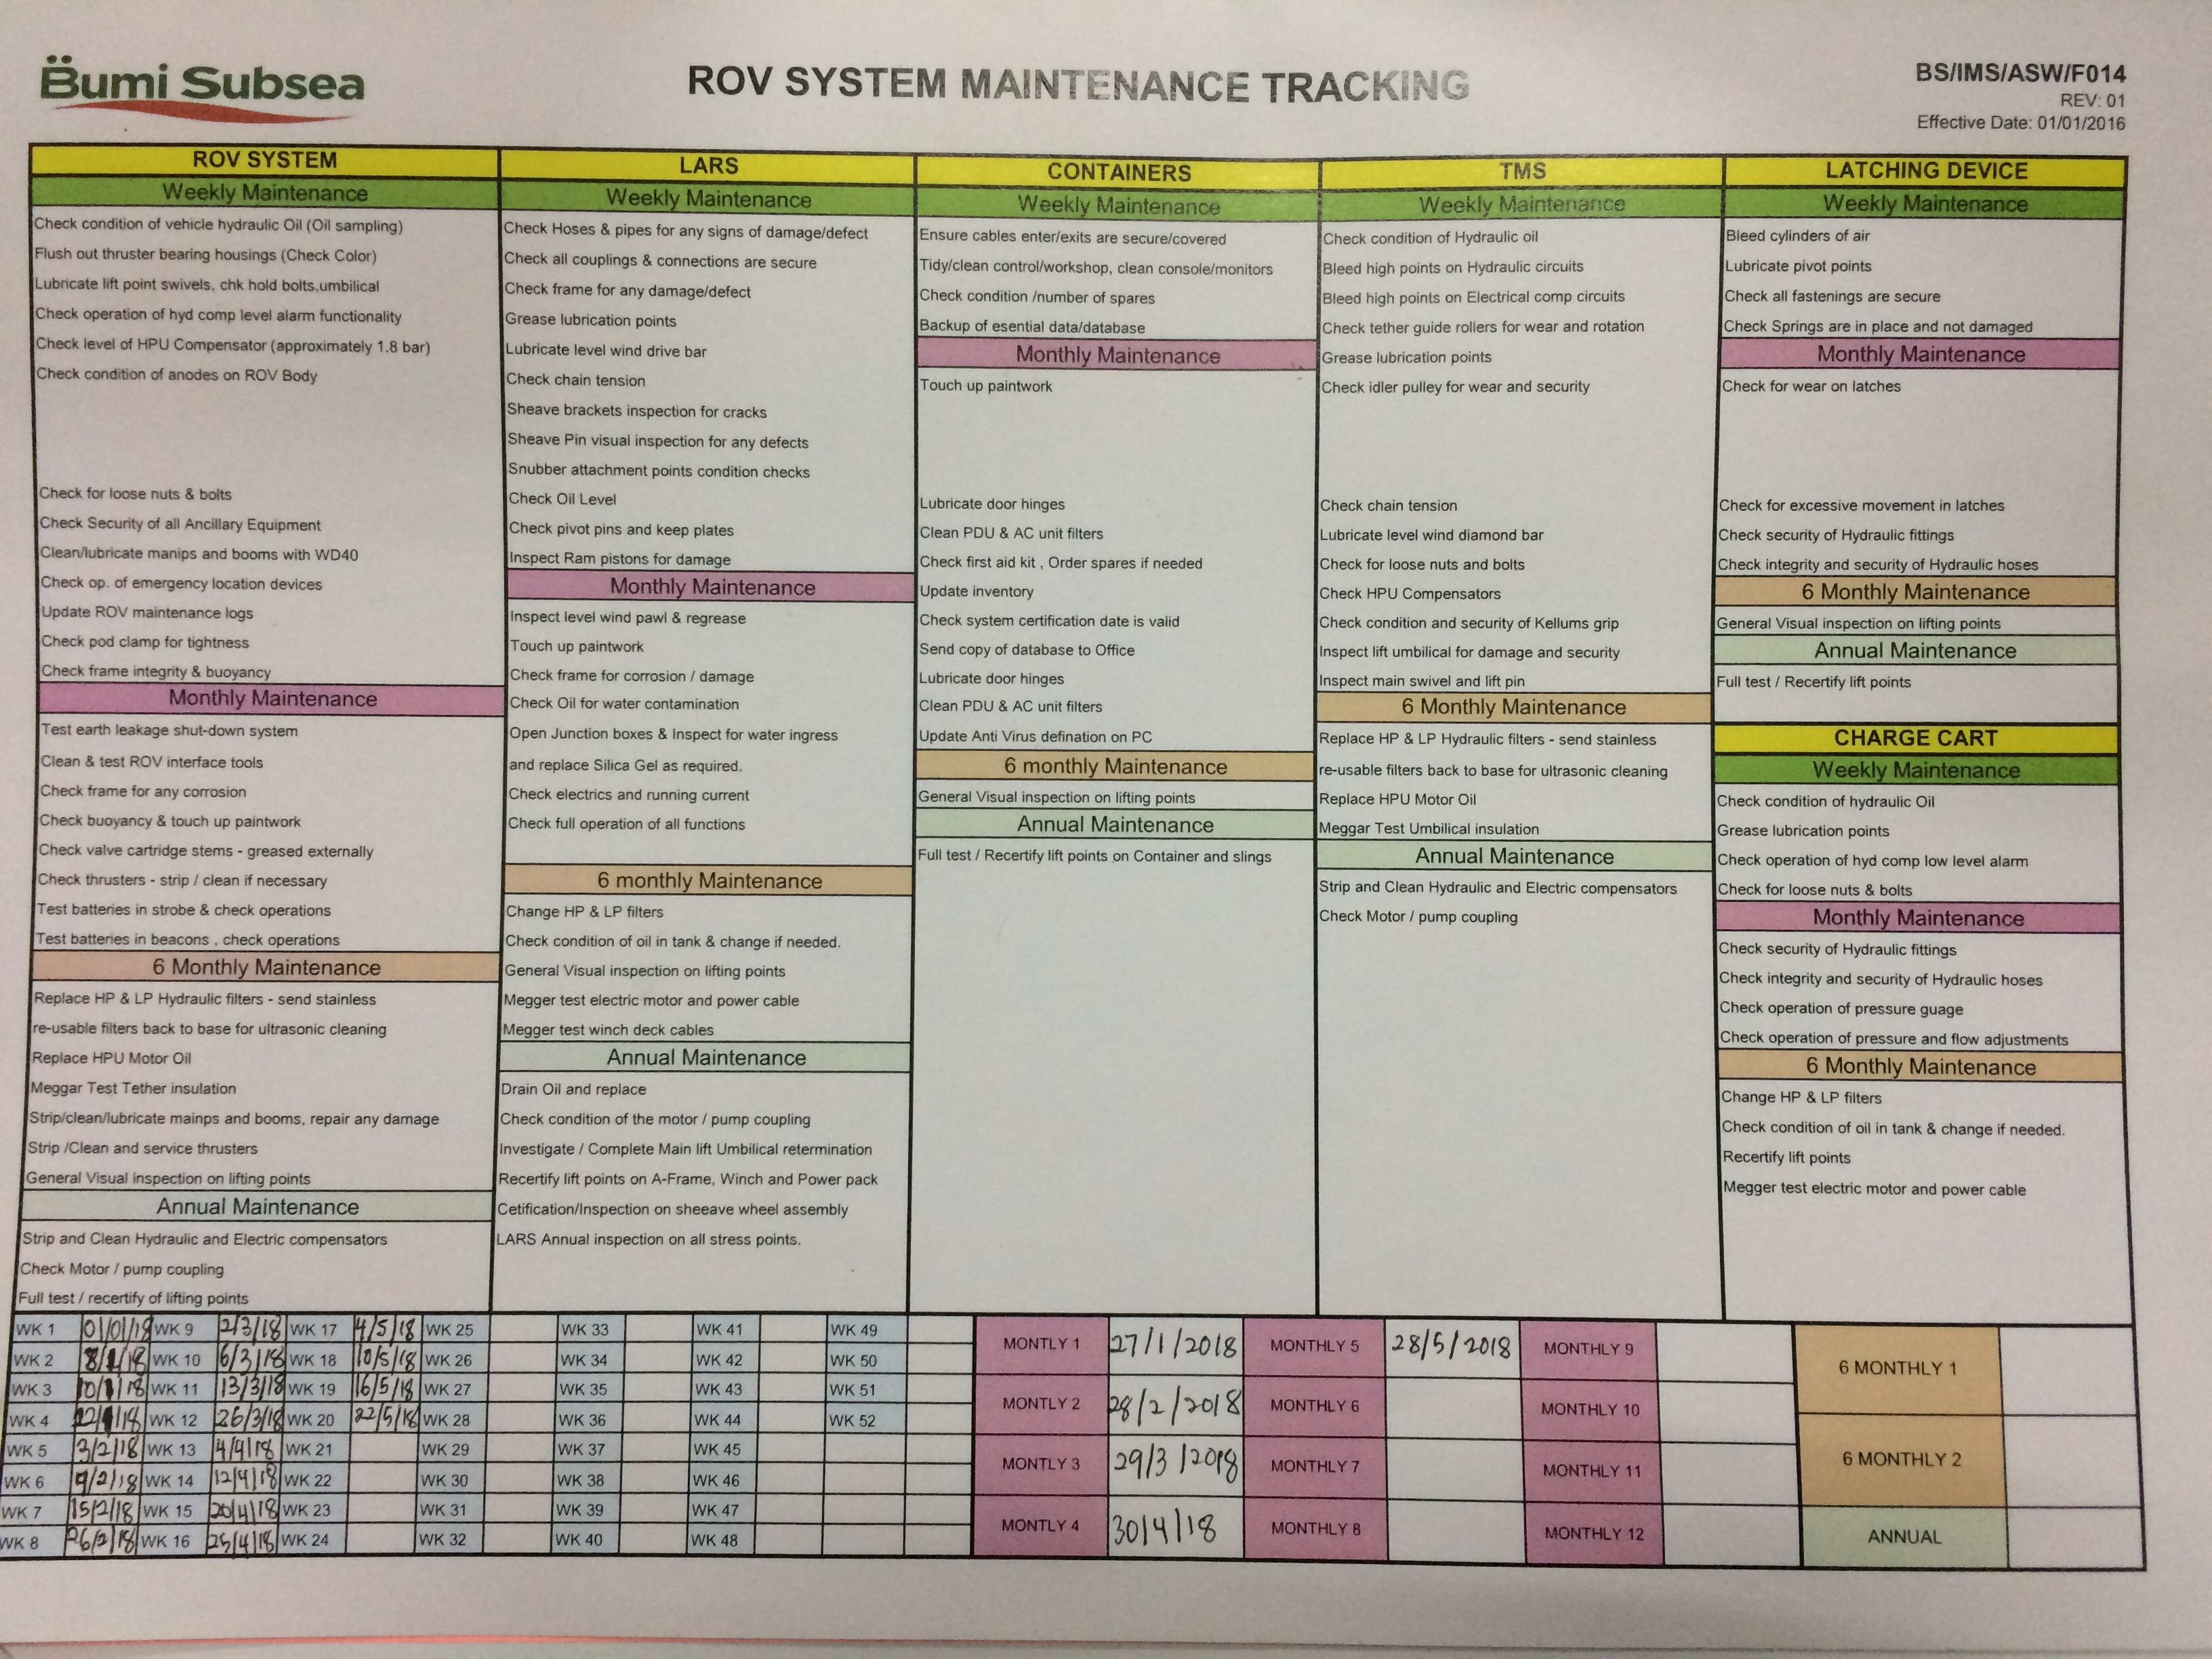 Bumi Subsea
ROV SYSTEM MAINTENANCE TRACKING
BS/IMS/ASW/F014
REV: 01
Effective Date: 01/01/2016
ROV SYSTEM
Weekly Maintenance
Check condition of vehicle hydraulic Oil (Oil sampling)
Flush out thruster bearing housings (Check Color)
Lubricate lift point swivels, chk hold bolts,umbilical
Check operation of hyd comp level alarm functionality
Check level of HPU Compensator (approximately 1.8 bar)
Check condition of anodes on ROV Body
Check for loose nuts & bolts
Check Security of all Ancillary Equipment
Clean/lubricate manips and booms with WD40
Check op. of emergency location devices
Update ROV maintenance logs
Check pod clamp for tightness
Check frame integrity & buoyancy
Monthly Maintenance
Test earth leakage shut-down system
Clean & test ROV interface tools
Check frame for any corrosion
Check buoyancy & touch up paintwork
Check valve cartridge stems - greased externally
Check thrusters - strip / clean if necessary
Test batteries in strobe & check operations
Test batteries in beacons , check operations
6 Monthly Maintenance
Replace HP & LP Hydraulic filters - send stainless
re-usable filters back to base for ultrasonic cleaning
Replace HPU Motor Oil
Meggar Test Tether insulation
Strip/clean/lubricate mainps and booms, repair any damage
Strip /Clean and service thrusters
General Visual inspection on lifting points
Annual Maintenance
Strip and Clean Hydraulic and Electric compensators
Check Motor / pump coupling
Full test / recertify of lifting points
LARS
Weekly Maintenance
Check Hoses & pipes for any signs of damage/defect
Check all couplings & connections are secure
Check frame for any damage/defect
Grease lubrication points
Lubricate level wind drive bar
Check chain tension
Sheave brackets inspection for cracks
Sheave Pin visual inspection for any defects
Snubber attachment points condition checks
Check Oil Level
Check pivot pins and keep plates
Inspect Ram pistons for damage
Monthly Maintenance
Inspect level wind pawl & regrease
Touch up paintwork
Check frame for corrosion / damage
Check Oil for water contamination
Open Junction boxes & Inspect for water ingress
and replace Silica Gel as required.
Check electrics and running current
Check full operation of all functions
6 monthly Maintenance
Change HP & LP filters
Check condition of oil in tank & change if needed.
General Visual inspection on lifting points
Megger test electric motor and power cable
Megger test winch deck cables
Annual Maintenance
Drain Oil and replace
Check condition of the motor / pump coupling
Investigate / Complete Main lift Umbilical retermination
Recertify lift points on A-Frame, Winch and Power pack
Cetification/Inspection on sheeave wheel assembly
LARS Annual inspection on all stress points.
CONTAINERS
Weekly Maintenance
Ensure cables enter/exits are secure/covered
Tidy/clean control/workshop, clean console/monitors
Check condition /number of spares
Backup of esential data/database
Monthly Maintenance
Touch up paintwork
Lubricate door hinges
Clean PDU & AC unit filters
Check first aid kit , Order spares if needed
Update inventory
Check system certification date is valid
Send copy of database to Office
Lubricate door hinges
Clean PDU & AC unit filters
Update Anti Virus defination on PC
6 monthly Maintenance
General Visual inspection on lifting points
Annual Maintenance
Full test / Recertify lift points on Container and slings
TMS
Weekly Maintenance
Check condition of Hydraulic oil
Bleed high points on Hydraulic circuits
Bleed high points on Electrical comp circuits
Check tether guide rollers for wear and rotation
Grease lubrication points
Check idler pulley for wear and security
Check chain tension
Lubricate level wind diamond bar
Check for loose nuts and bolts
Check HPU Compensators
Check condition and security of Kellums grip
Inspect lift umbilical for damage and security
Inspect main swivel and lift pin
6 Monthly Maintenance
Replace HP & LP Hydraulic filters - send stainless
re-usable filters back to base for ultrasonic cleaning
Replace HPU Motor Oil
Meggar Test Umbilical insulation
Annual Maintenance
Strip and Clean Hydraulic and Electric compensators
Check Motor / pump coupling
LATCHING DEVICE
Weekly Maintenance
Bleed cylinders of air
Lubricate pivot points
Check all fastenings are secure
Check Springs are in place and not damaged
Monthly Maintenance
Check for wear on latches
Check for excessive movement in latches
Check security of Hydraulic fittings
Check integrity and security of Hydraulic hoses
6 Monthly Maintenance
General Visual inspection on lifting points
Annual Maintenance
Full test / Recertify lift points
CHARGE CART
Weekly Maintenance
Check condition of hydraulic Oil
Grease lubrication points
Check operation of hyd comp low level alarm
Check for loose nuts & bolts
Monthly Maintenance
Check security of Hydraulic fittings
Check integrity and security of Hydraulic hoses
Check operation of pressure guage
Check operation of pressure and flow adjustments
6 Monthly Maintenance
Change HP & LP filters
Check condition of oil in tank & change if needed.
Recertify lift points
Megger test electric motor and power cable
WK 1 01/01/18 WK 9 2/3/18 WK 17 4/5/18 WK 25 WK 33 WK 41 WK 49
WK 2 WK 10 6/3/18 WK 18 10/5/18 WK 26 WK 34 WK 42 WK 50
WK 3 WK 11 13/3/18 WK 19 16/5/18 WK 27 WK 35 WK 43 WK 51
WK 4 WK 12 26/3/18 WK 20 22/5/18 WK 28 WK 36 WK 44 WK 52
WK 5 3/2/18 WK 13 4/4/18 WK 21 WK 29 WK 37 WK 45
WK 6 9/2/18 WK 14 12/4/18 WK 22 WK 30 WK 38 WK 46
WK 7 15/2/18 WK 15 20/4/18 WK 23 WK 31 WK 39 WK 47
WK 8 WK 16 WK 24 WK 32 WK 40 WK 48
MONTLY 1 27/1/2018 MONTHLY 5 28/5/2018 MONTHLY 9
MONTLY 2 28/2/2018 MONTHLY 6 MONTHLY 10
MONTLY 3 29/3/2018 MONTHLY 7 MONTHLY 11
MONTLY 4 30/4/18 MONTHLY 8 MONTHLY 12
6 MONTHLY 1
6 MONTHLY 2
ANNUAL